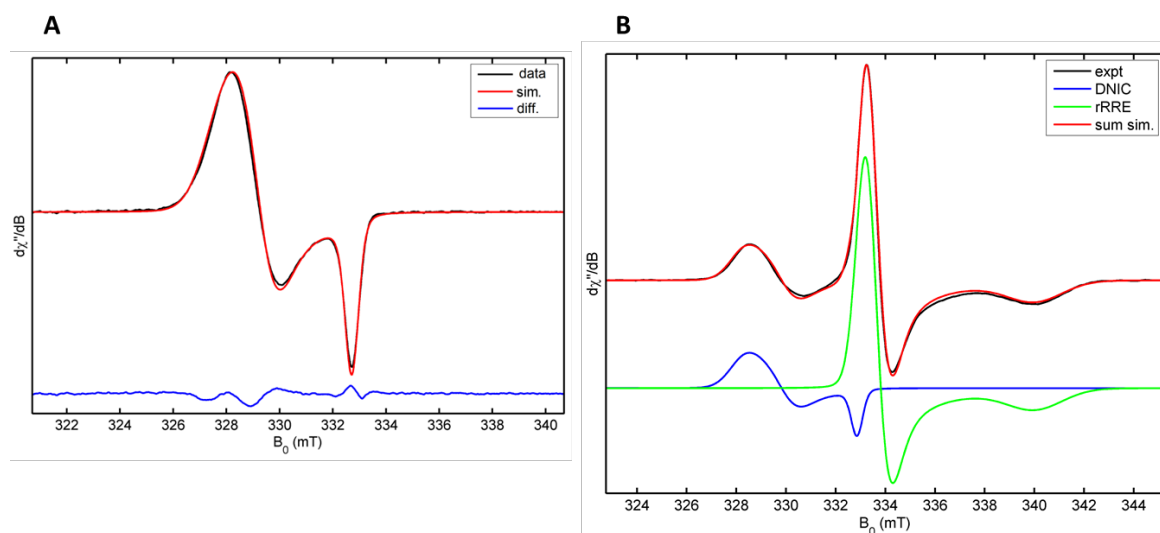 A
data
sim.
diff.
dχ''/dB
322 324 326 328 330 332 334 336 338 340
B0 (mT)
B
expt
DNIC
rRRE
sum sim.
dχ''/dB
324 326 328 330 332 334 336 338 340 342 344
B0 (mT)